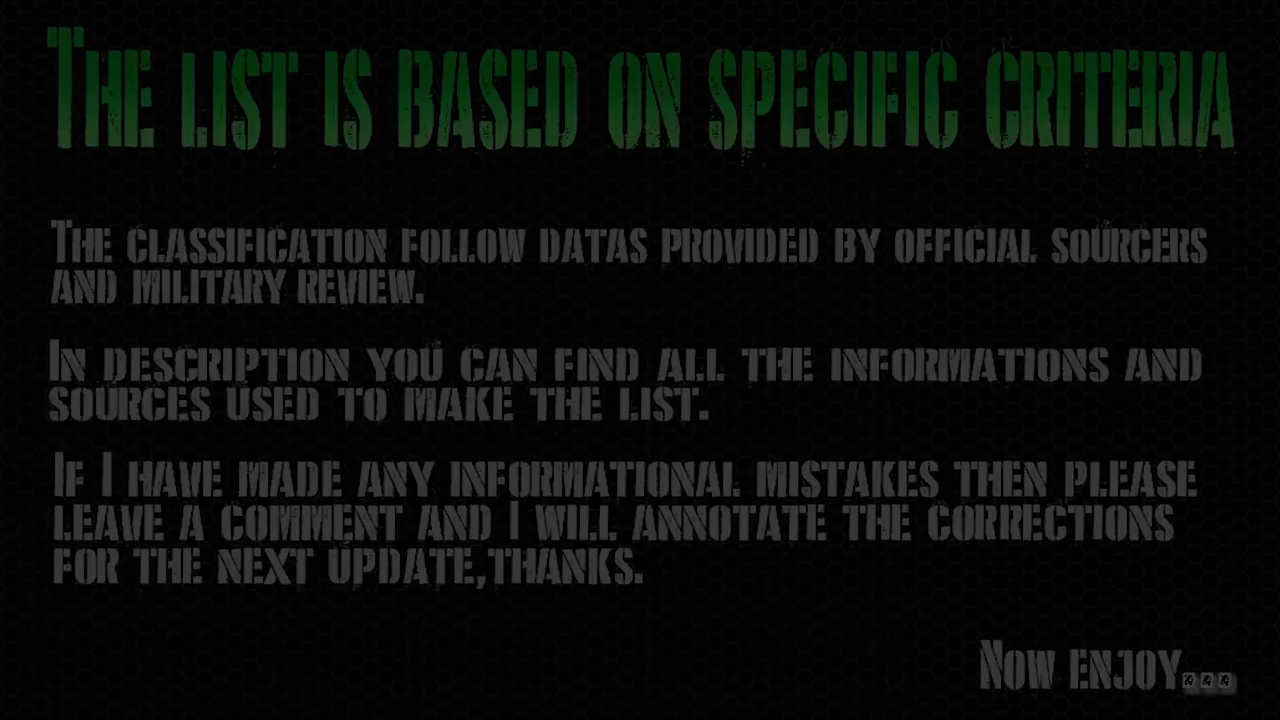 The list is based on specific criteria
The classification follow datas provided by official sourcers
and military review.
In description you can find all the informations and
sources used to make the list.
If I have made any informational mistakes then please
leave a comment and I will annotate the corrections
for the next update,thanks.
Now enjoy...